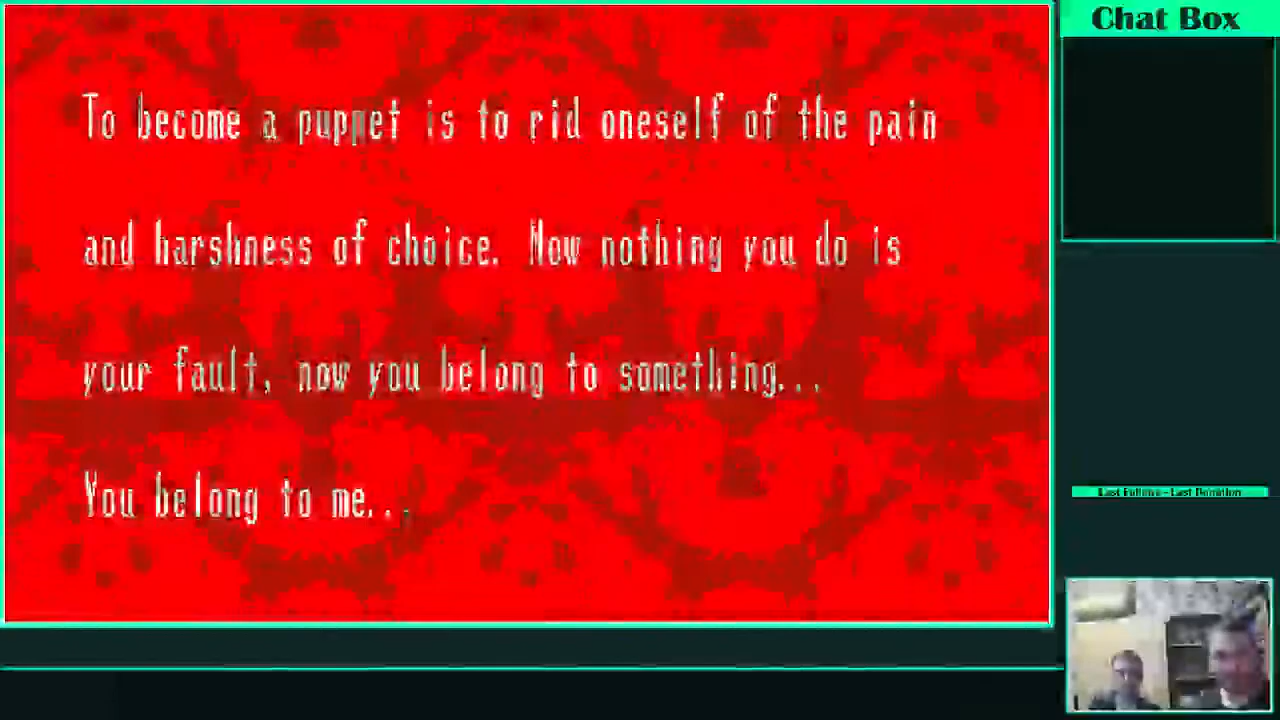 Chat Box
To become a puppet is to rid oneself of the pain
and harshness of choice. Now nothing you do is
your fault, now you belong to something...
You belong to me...